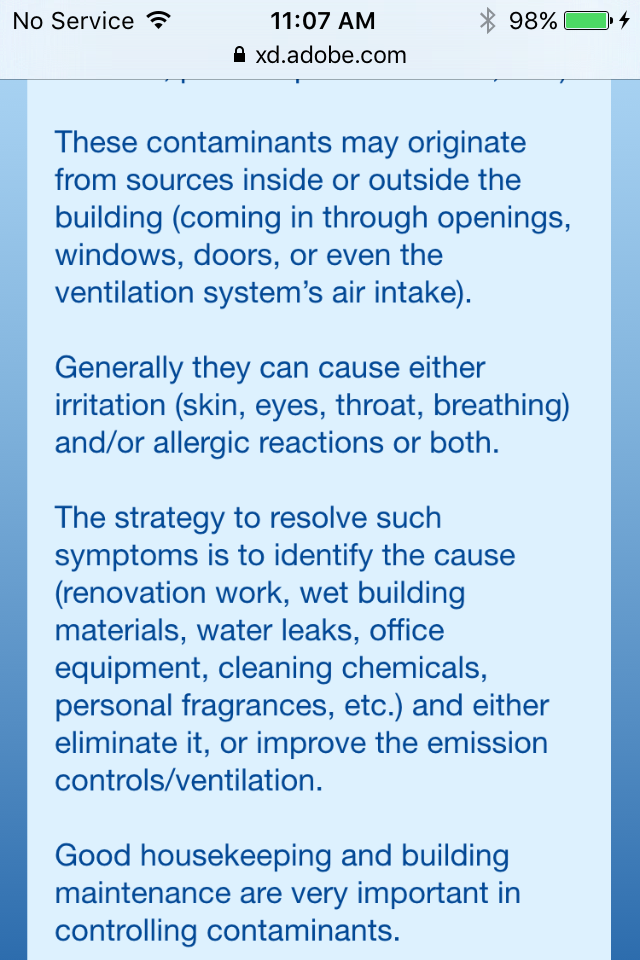 No Service 11:07 AM 98%
xd.adobe.com
These contaminants may originate
from sources inside or outside the
building (coming in through openings,
windows, doors, or even the
ventilation system’s air intake).
Generally they can cause either
irritation (skin, eyes, throat, breathing)
and/or allergic reactions or both.
The strategy to resolve such
symptoms is to identify the cause
(renovation work, wet building
materials, water leaks, office
equipment, cleaning chemicals,
personal fragrances, etc.) and either
eliminate it, or improve the emission
controls/ventilation.
Good housekeeping and building
maintenance are very important in
controlling contaminants.